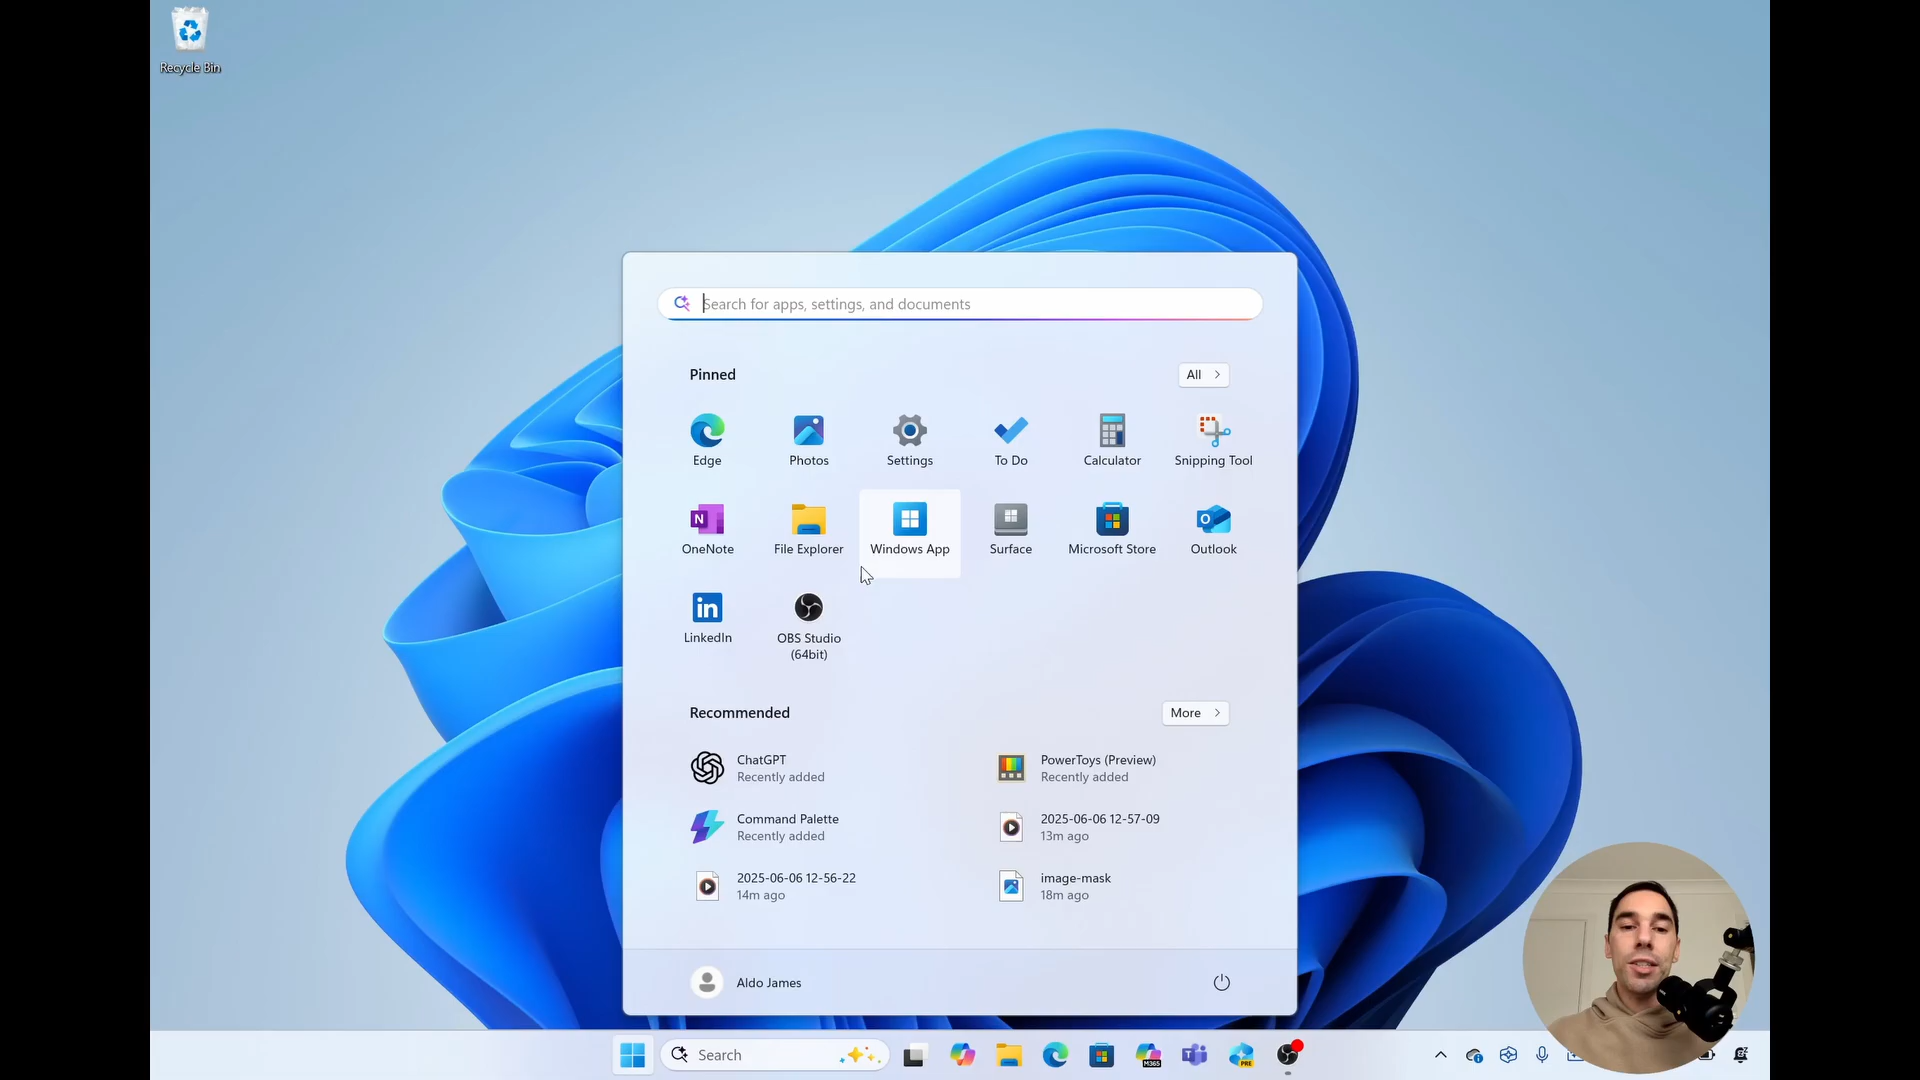 Recycle Bin
Search for apps, settings, and documents
Pinned
All
Edge
Photos
Settings
To Do
Calculator
Snipping Tool
OneNote
File Explorer
Windows App
Surface
Microsoft Store
Outlook
LinkedIn
OBS Studio
(64bit)
Recommended
More
ChatGPT
Recently added
PowerToys (Preview)
Recently added
Command Palette
Recently added
2025-06-06 12-57-09
13m ago
2025-06-06 12-56-22
14m ago
image-mask
18m ago
Aldo James
Search
M365
PRE